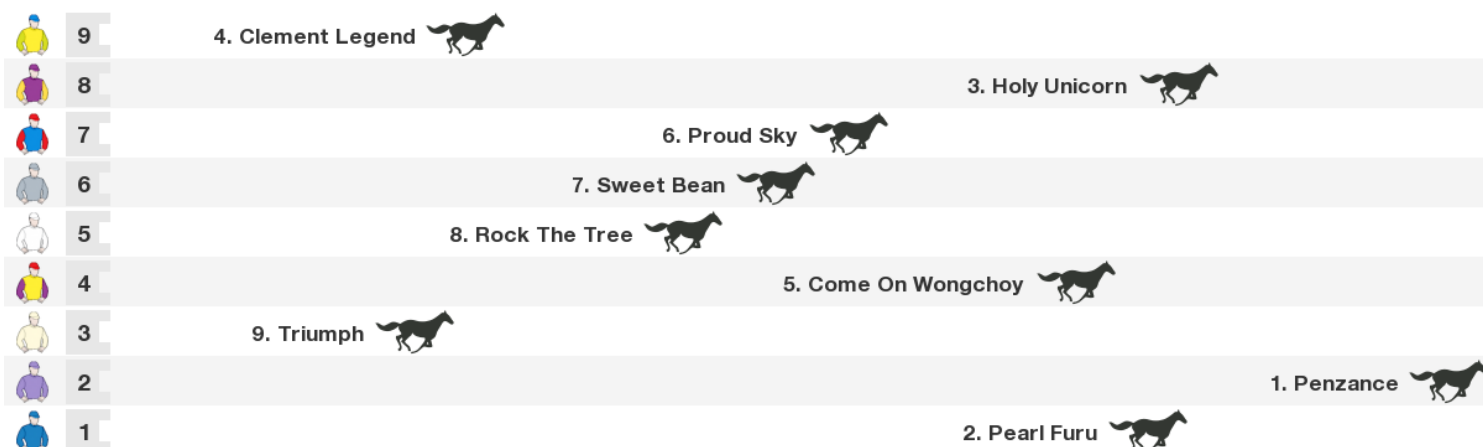 9 4. Clement Legend
8 3. Holy Unicorn
7 6. Proud Sky
6 7. Sweet Bean
5 8. Rock The Tree
4 5. Come On Wongchoy
3 9. Triumph
2 1. Penzance
1 2. Pearl Furu